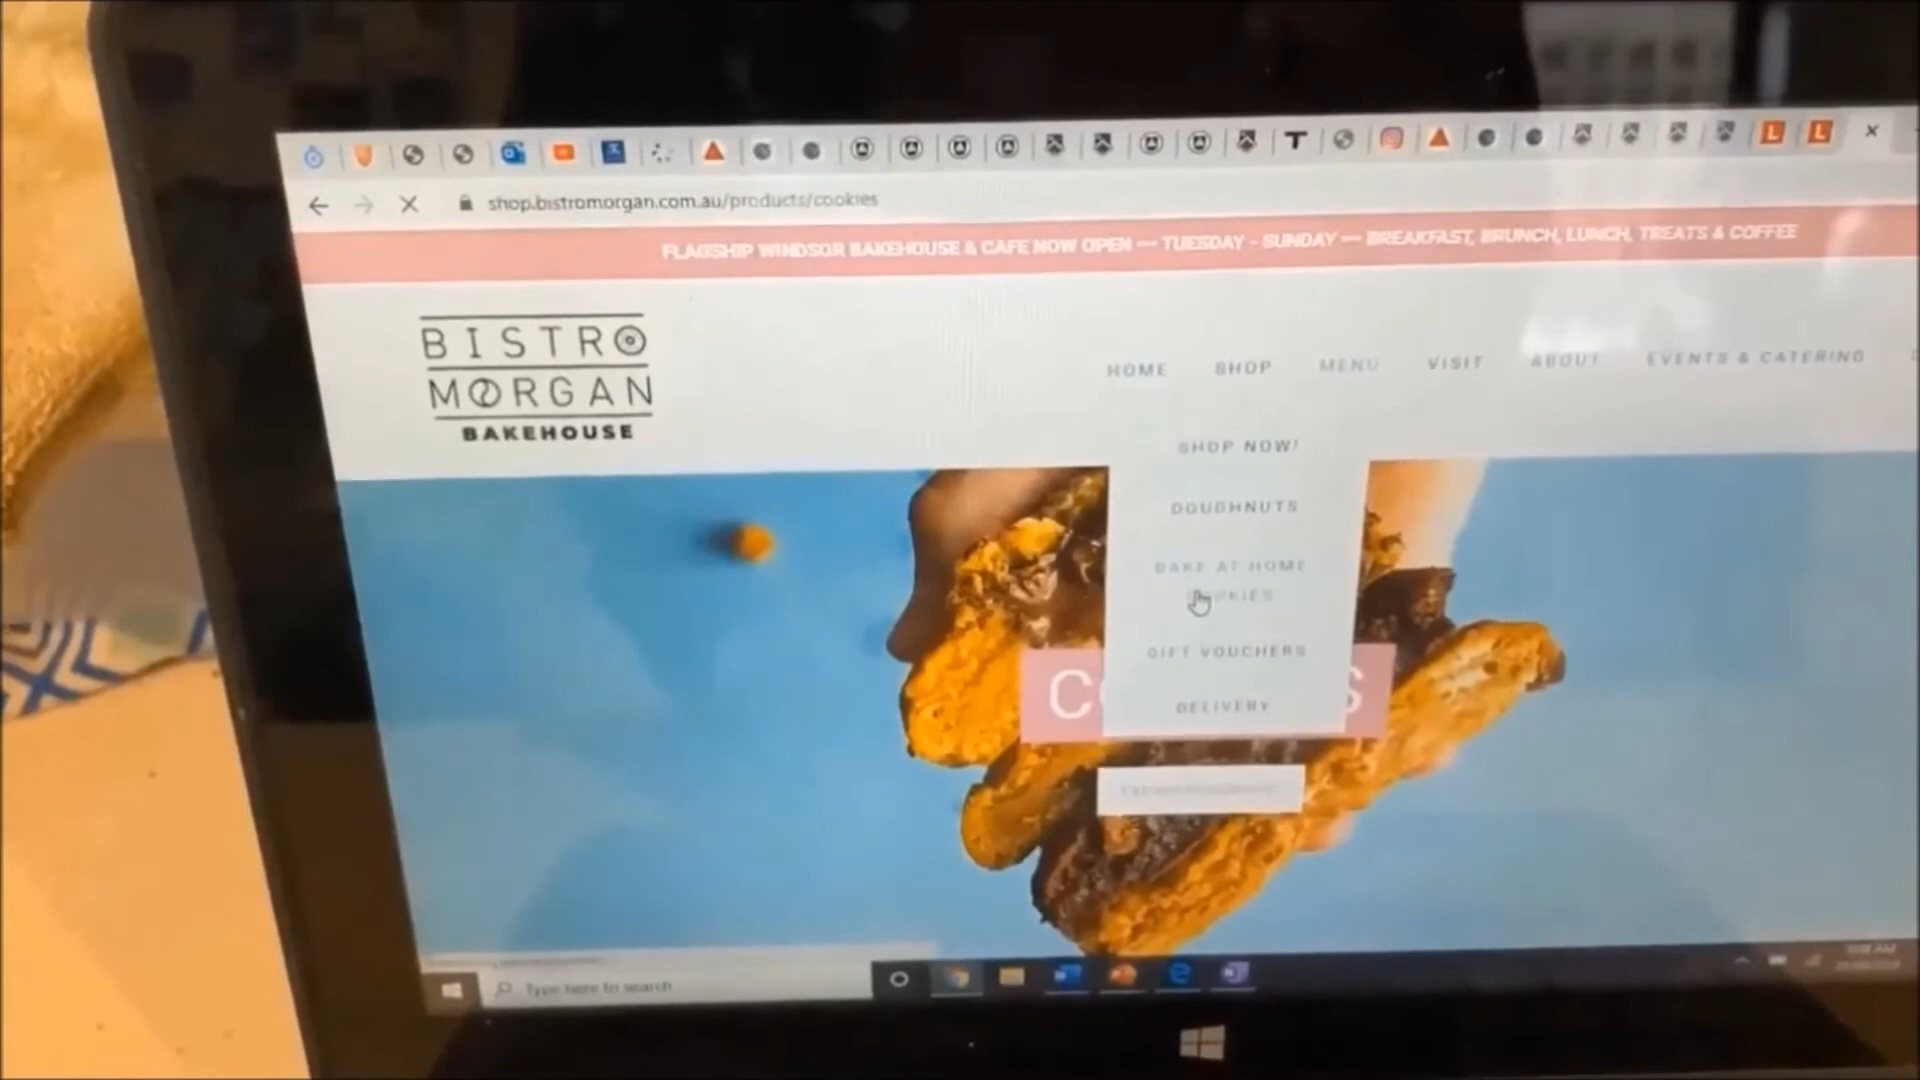 shop.bistromorgan.com.au/products/cookies
FLAGSHIP WINDSOR BAKEHOUSE & CAFE NOW OPEN --- TUESDAY - SUNDAY --- BREAKFAST, BRUNCH, LUNCH, TREATS & COFFEE
BISTRO
MORGAN
BAKEHOUSE
HOME SHOP MENU VISIT ABOUT EVENTS & CATERING
SHOP NOW!
DOUGHNUTS
BAKE AT HOME
GIFT VOUCHERS
DELIVERY
Type here to search